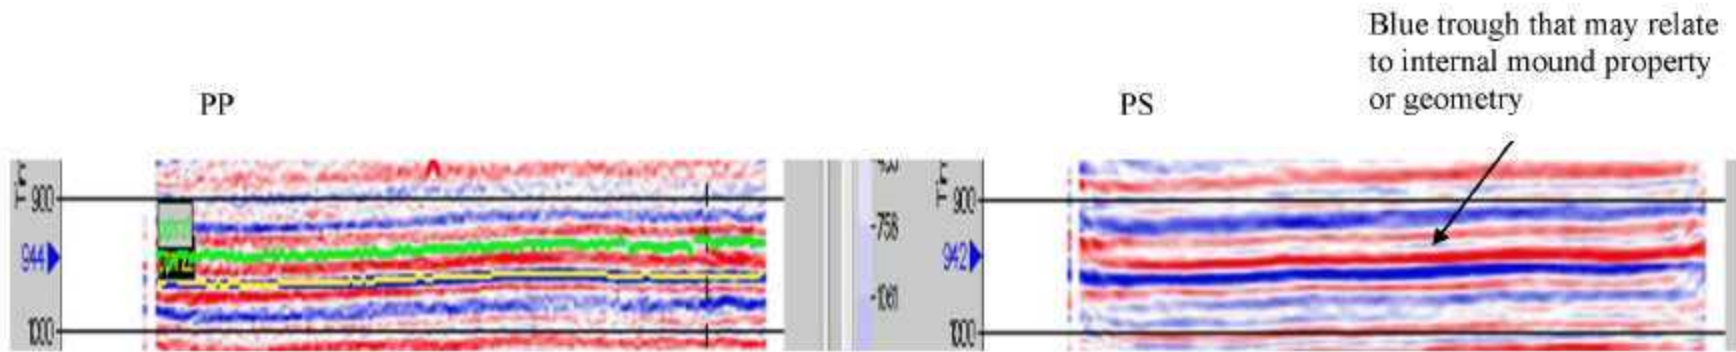 Blue trough that may relate
to internal mound property
or geometry
PP
PS
900
944
1000
-758
-1061
900
942
1000